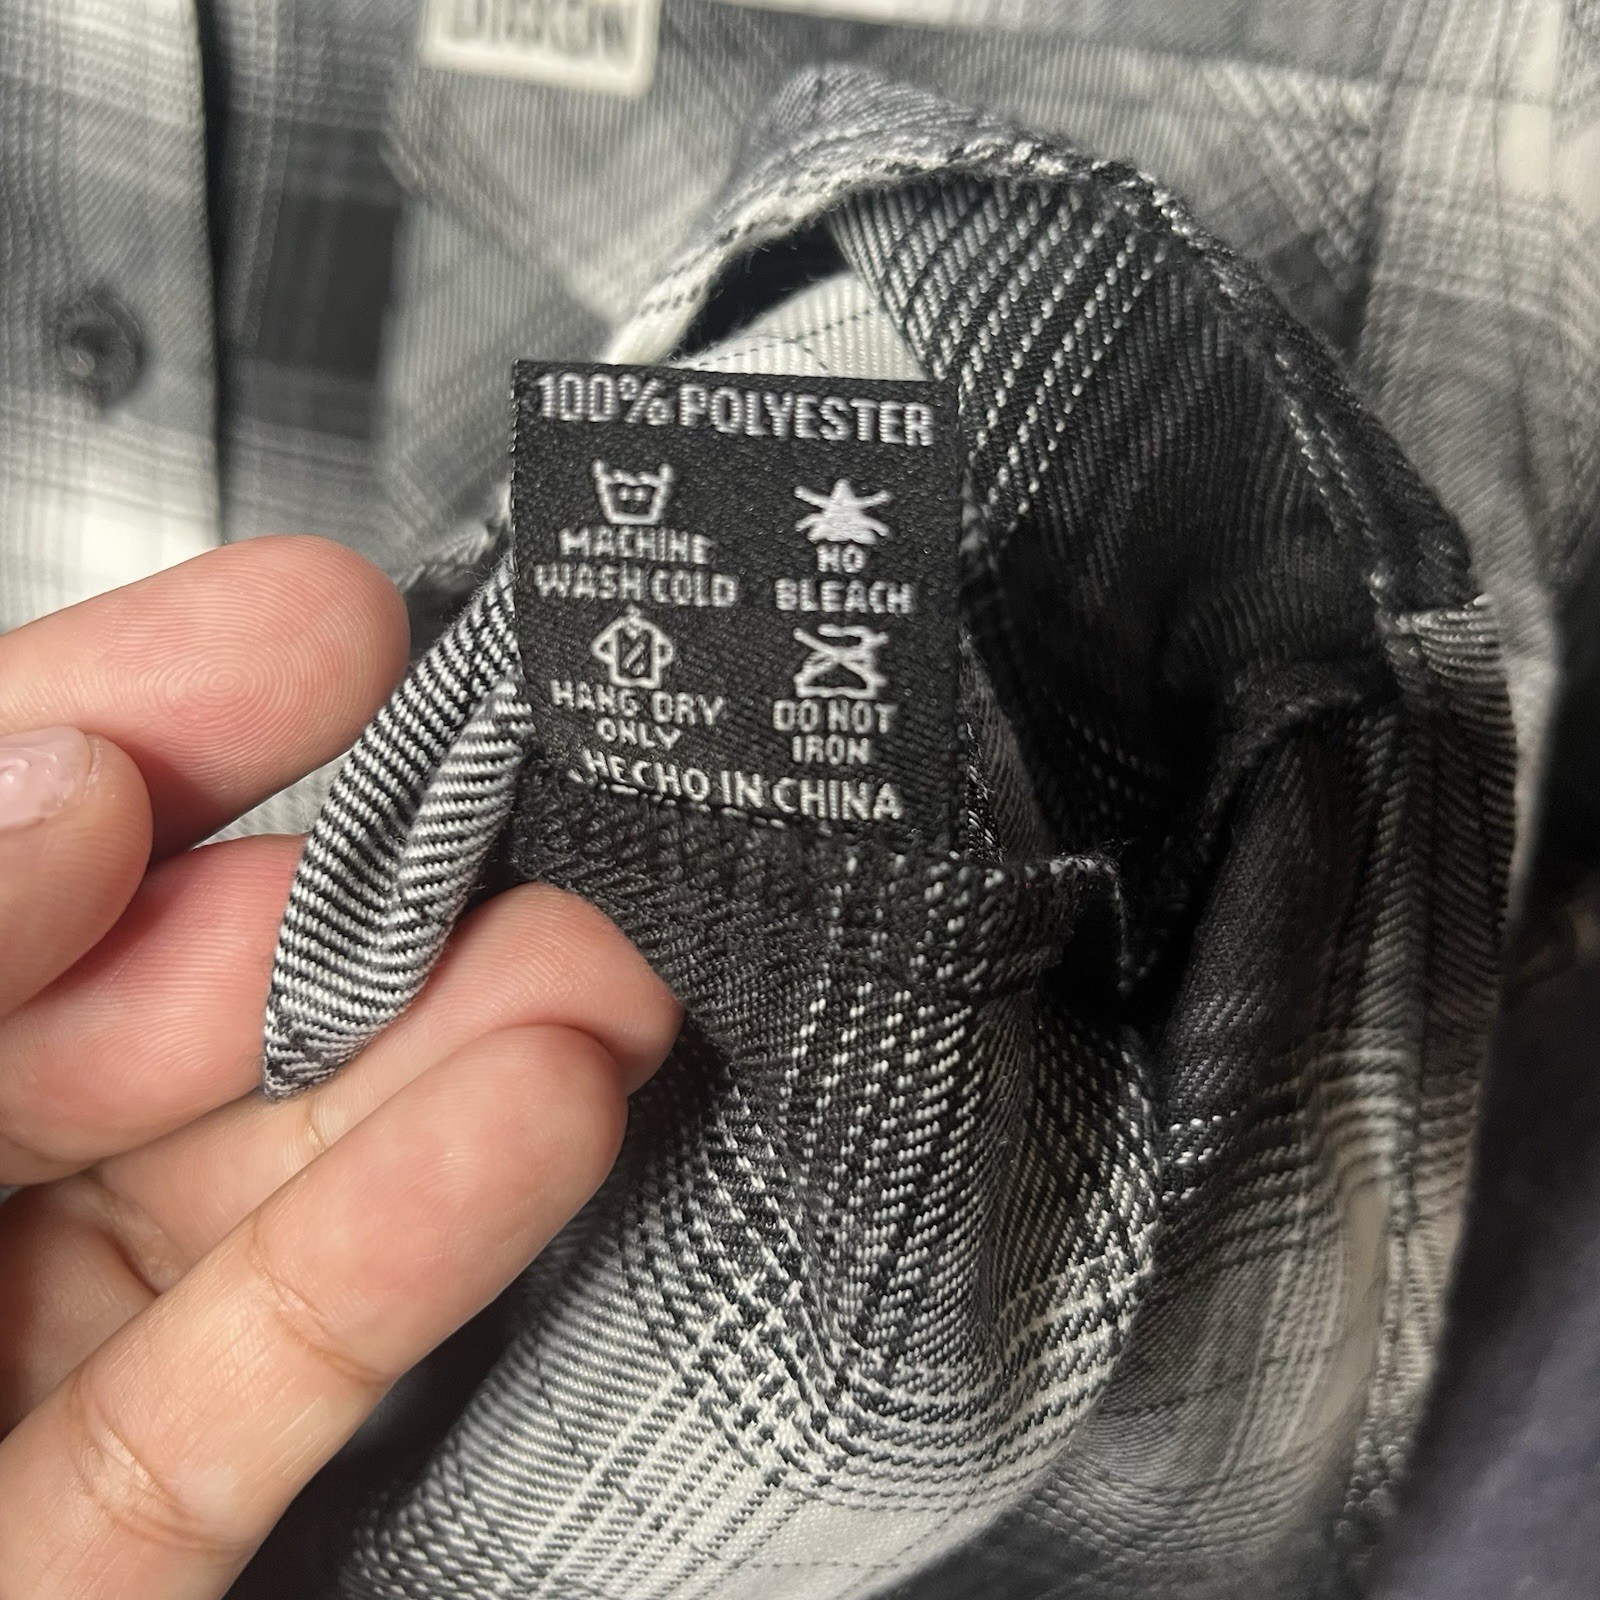 100% POLYESTER
MACHINE
WASH COLD
NO
BLEACH
HANG DRY
ONLY
DO NOT
IRON
HECHO IN CHINA